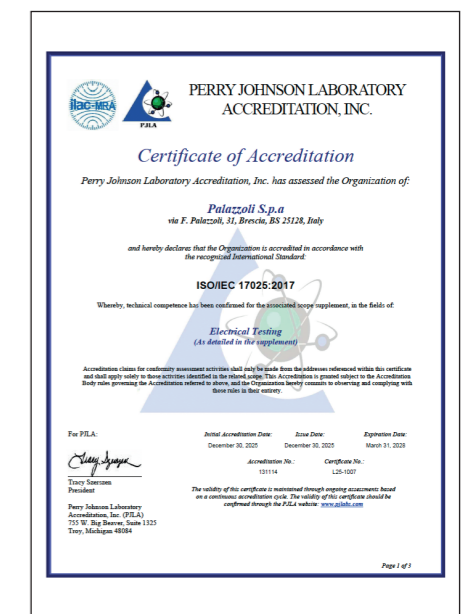 ilac-MRA
PJLA
PERRY JOHNSON LABORATORY
ACCREDITATION, INC.
Certificate of Accreditation
Perry Johnson Laboratory Accreditation, Inc. has assessed the Organization of:
Palazzoli S.p.a
via F. Palazzoli, 31, Brescia, BS 25128, Italy
and hereby declares that the Organization is accredited in accordance with
the recognized International Standard:
ISO/IEC 17025:2017
Whereby, technical competence has been confirmed for the associated scope supplement, in the fields of:
Electrical Testing
(As detailed in the supplement)
Accreditation claims for conformity assessment activities shall only be made from the addresses referenced within this certificate
and shall apply solely to those activities identified in the related scope. This Accreditation is granted subject to the Accreditation
Body rules governing the Accreditation referred to above, and the Organization hereby commits to observing and complying with
those rules in their entirety.
For PJLA:
Initial Accreditation Date: Issue Date: Expiration Date:
December 30, 2025 December 30, 2025 March 31, 2028
Accreditation No.: Certificate No.:
131114 L25-1007
Tracy Szerszen
President
Perry Johnson Laboratory
Accreditation, Inc. (PJLA)
755 W. Big Beaver, Suite 1325
Troy, Michigan 48084
The validity of this certificate is maintained through ongoing assessments based
on a continuous accreditation cycle. The validity of this certificate should be
confirmed through the PJLA website: www.pjlabs.com
Page 1 of 3